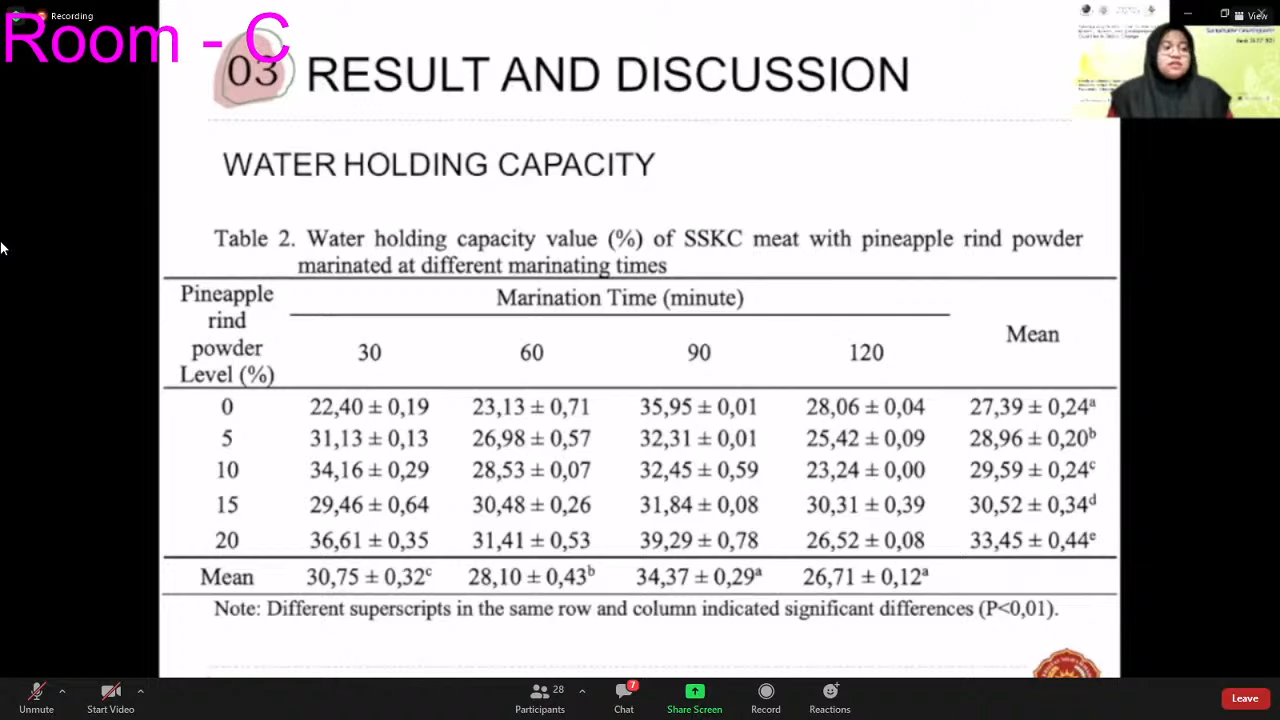 Recording
Room - C
View
03 RESULT AND DISCUSSION
WATER HOLDING CAPACITY
Table 2. Water holding capacity value (%) of SSKC meat with pineapple rind powder
marinated at different marinating times
Pineapple rind powder Level (%)
Marination Time (minute)
Mean
30 60 90 120
0 22,40 ± 0,19 23,13 ± 0,71 35,95 ± 0,01 28,06 ± 0,04 27,39 ± 0,24ᵃ
5 31,13 ± 0,13 26,98 ± 0,57 32,31 ± 0,01 25,42 ± 0,09 28,96 ± 0,20ᵇ
10 34,16 ± 0,29 28,53 ± 0,07 32,45 ± 0,59 23,24 ± 0,00 29,59 ± 0,24ᶜ
15 29,46 ± 0,64 30,48 ± 0,26 31,84 ± 0,08 30,31 ± 0,39 30,52 ± 0,34ᵈ
20 36,61 ± 0,35 31,41 ± 0,53 39,29 ± 0,78 26,52 ± 0,08 33,45 ± 0,44ᵉ
Mean 30,75 ± 0,32ᶜ 28,10 ± 0,43ᵇ 34,37 ± 0,29ᵃ 26,71 ± 0,12ᵃ
Note: Different superscripts in the same row and column indicated significant differences (P<0,01).
Unmute
Start Video
28
Participants
7
Chat
Share Screen
Record
Reactions
Leave